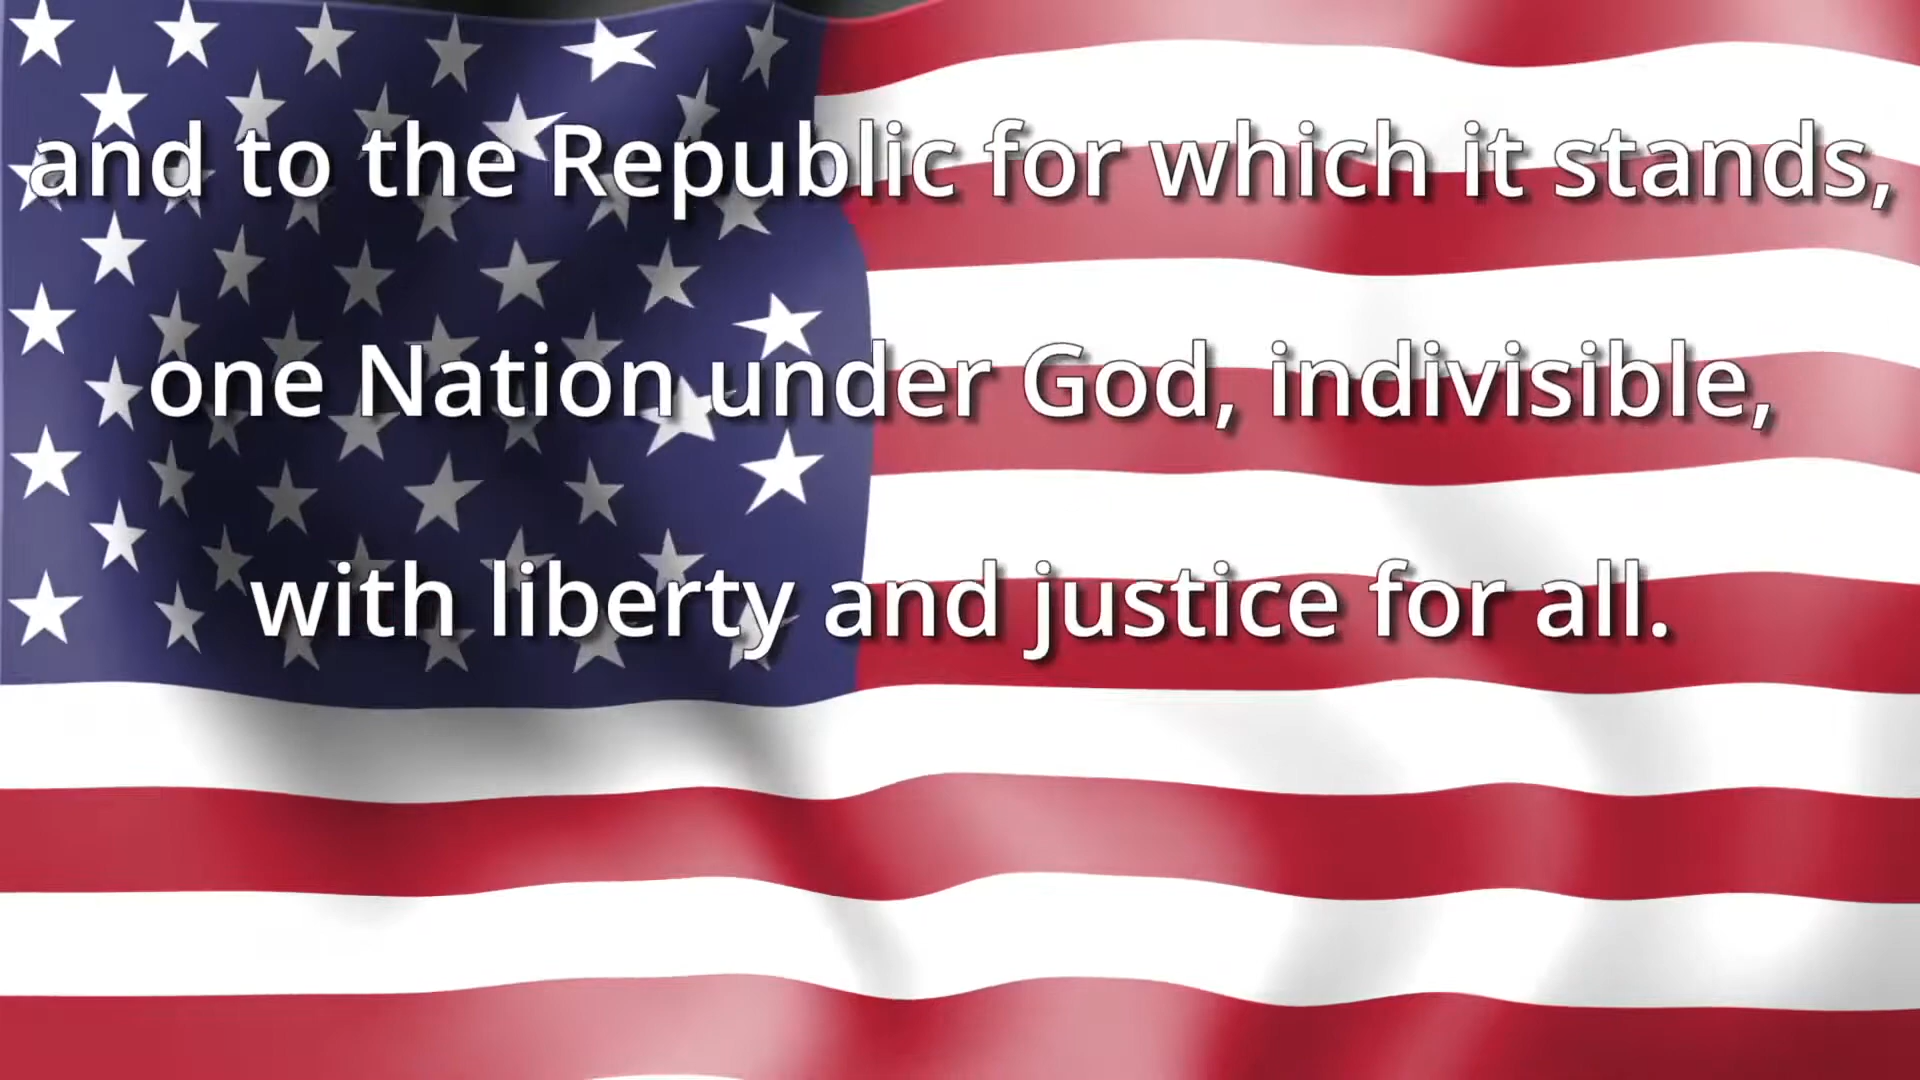 and to the Republic for which it stands,
one Nation under God, indivisible,
with liberty and justice for all.